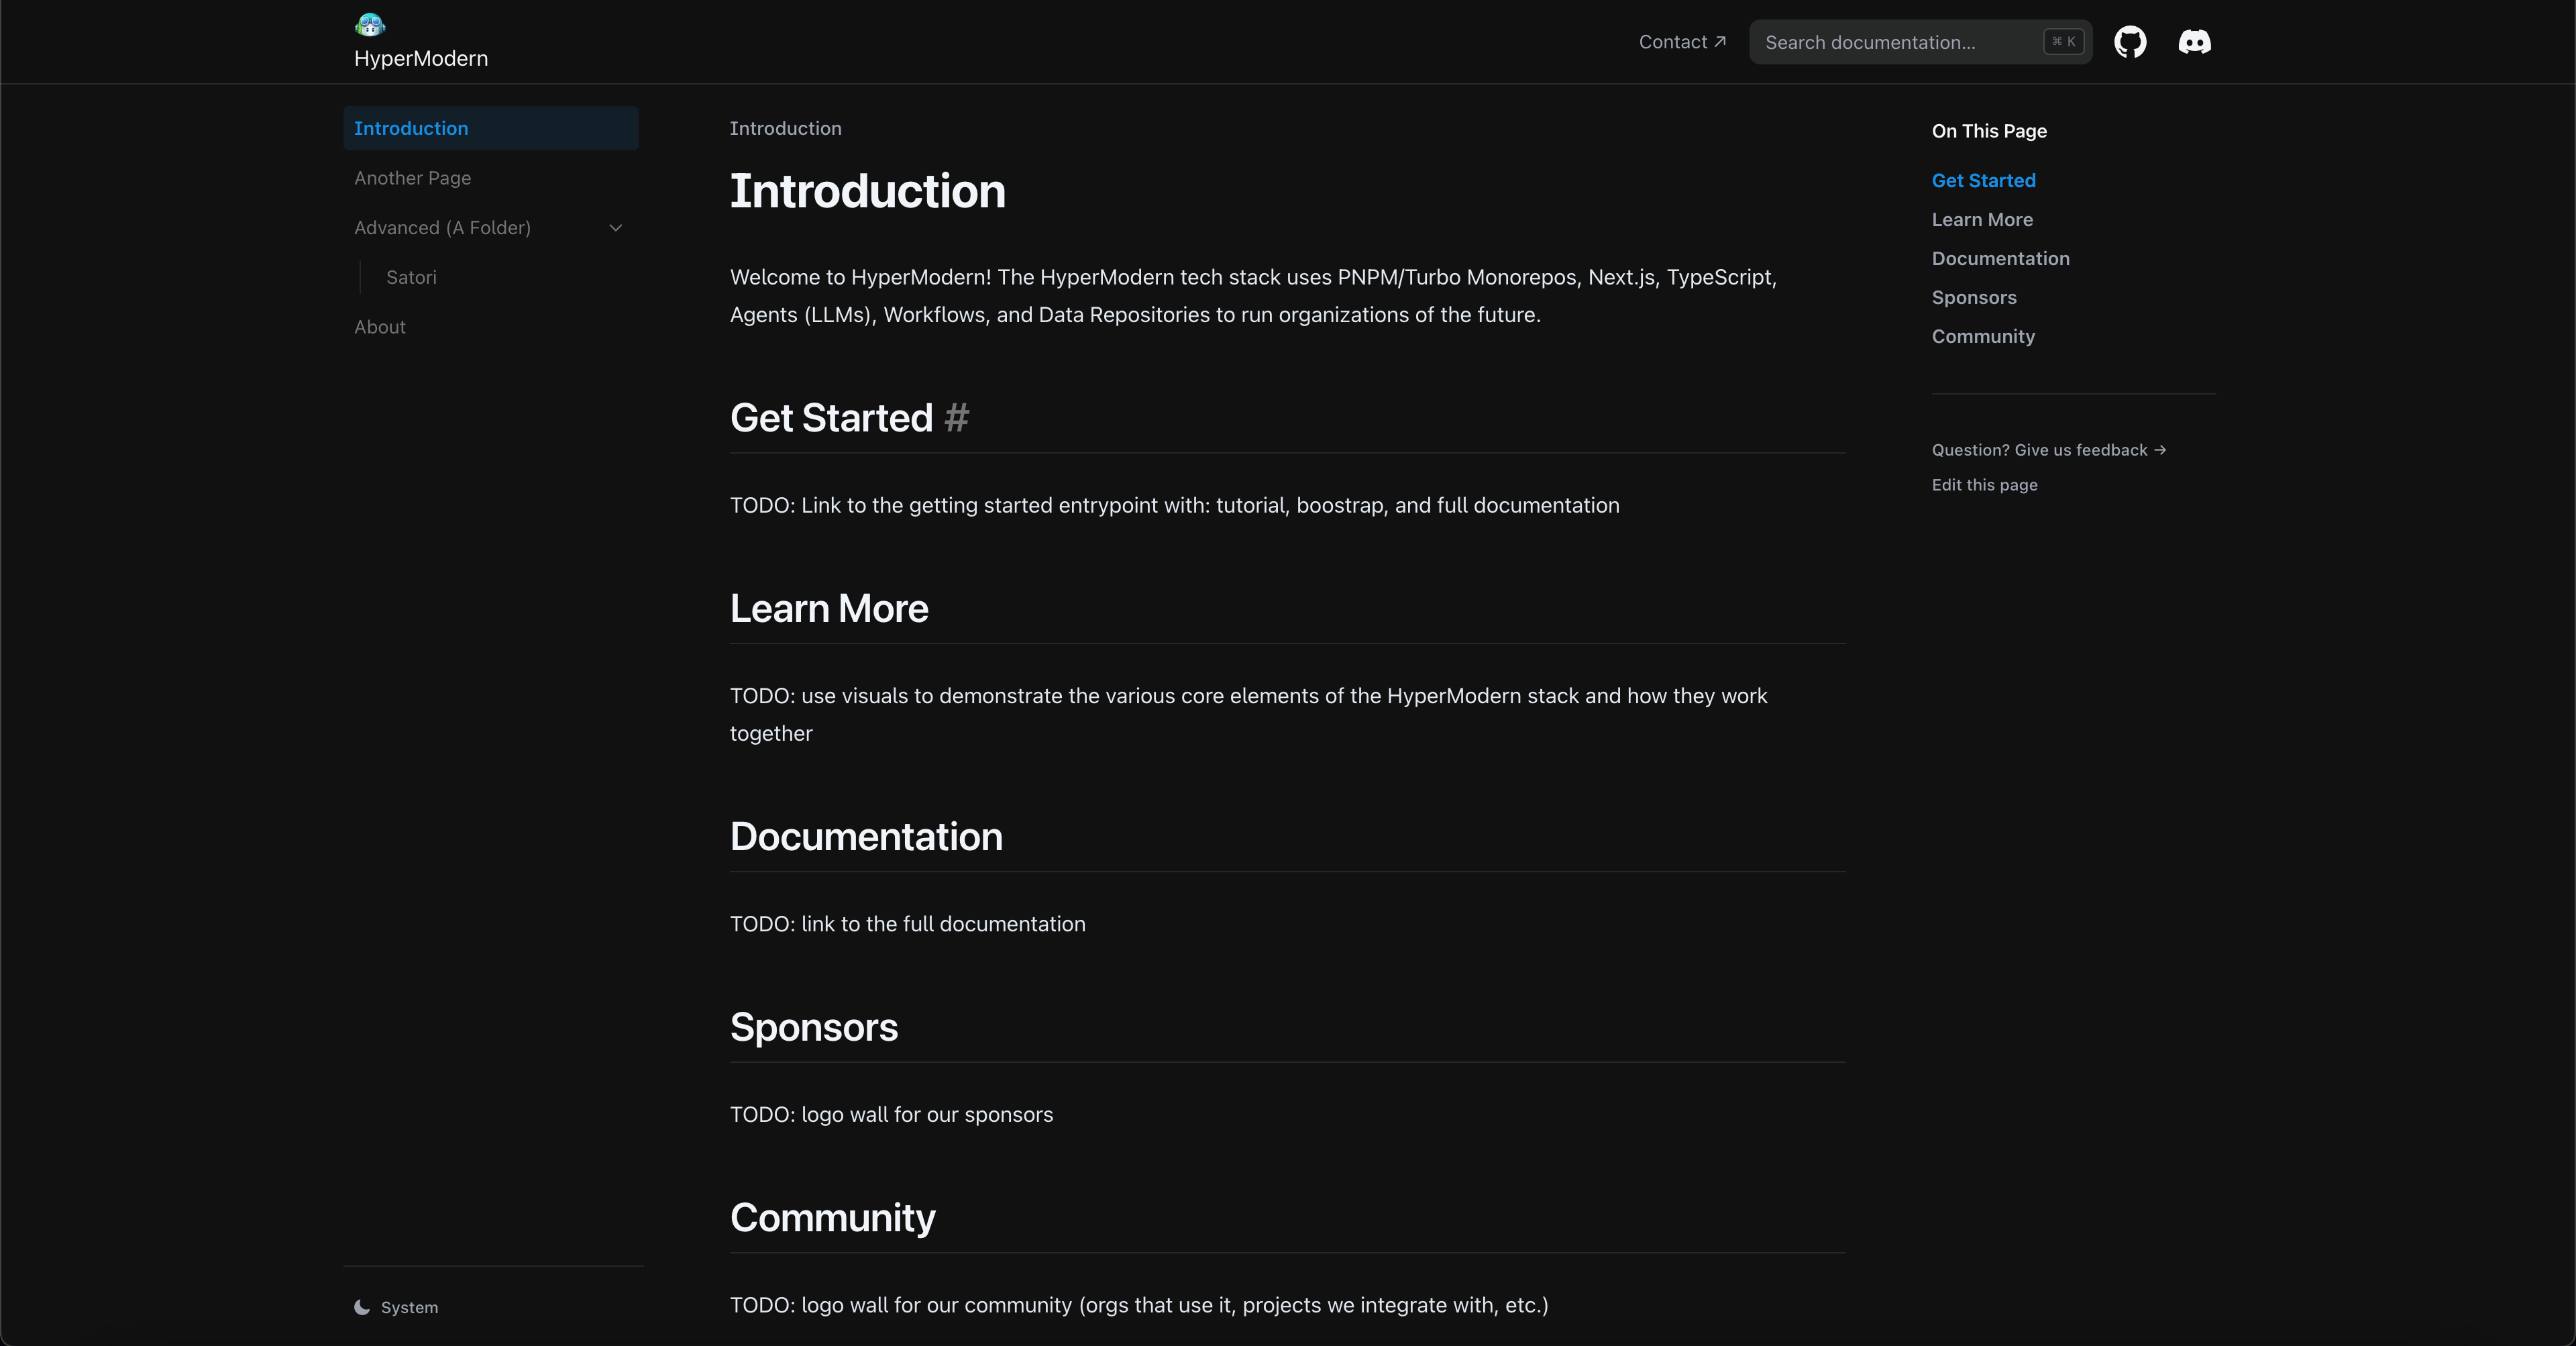 HyperModern
Contact ↗
Search documentation...
⌘ K
Introduction
Another Page
Advanced (A Folder)
Satori
About
System
Introduction
Introduction
Welcome to HyperModern! The HyperModern tech stack uses PNPM/Turbo Monorepos, Next.js, TypeScript,
Agents (LLMs), Workflows, and Data Repositories to run organizations of the future.
Get Started #
TODO: Link to the getting started entrypoint with: tutorial, boostrap, and full documentation
Learn More
TODO: use visuals to demonstrate the various core elements of the HyperModern stack and how they work
together
Documentation
TODO: link to the full documentation
Sponsors
TODO: logo wall for our sponsors
Community
TODO: logo wall for our community (orgs that use it, projects we integrate with, etc.)
On This Page
Get Started
Learn More
Documentation
Sponsors
Community
Question? Give us feedback →
Edit this page